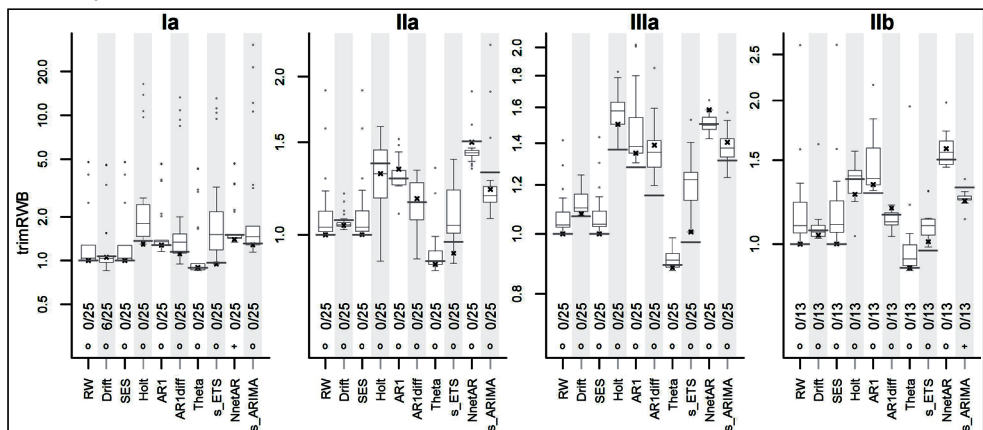 Ia
IIa
IIIa
IIb
trimRWB
20.0
10.0
5.0
2.0
1.0
0.5
0/25 6/25 0/25 0/25 0/25 0/25 0/25 0/25 0/25 0/25
o o o o o o o o + o
RW Drift SES Holt AR1 AR1diff Theta s_ETS NnetAR s_ARIMA
2.0
1.5
1.0
0/25 0/25 0/25 0/25 0/25 0/25 0/25 0/25 0/25 0/25
o o o o o o o o o o
RW Drift SES Holt AR1 AR1diff Theta s_ETS NnetAR s_ARIMA
2.0
1.8
1.6
1.4
1.2
1.0
0.8
0/25 0/25 0/25 0/25 0/25 0/25 0/25 0/25 0/25 0/25
o o o o o o o o o o
RW Drift SES Holt AR1 AR1diff Theta s_ETS NnetAR s_ARIMA
2.5
1.5
1.0
0/13 0/13 0/13 0/13 0/13 0/13 0/13 0/13 0/13 0/13
o o o o o o o o o +
RW Drift SES Holt AR1 AR1diff Theta s_ETS NnetAR s_ARIMA